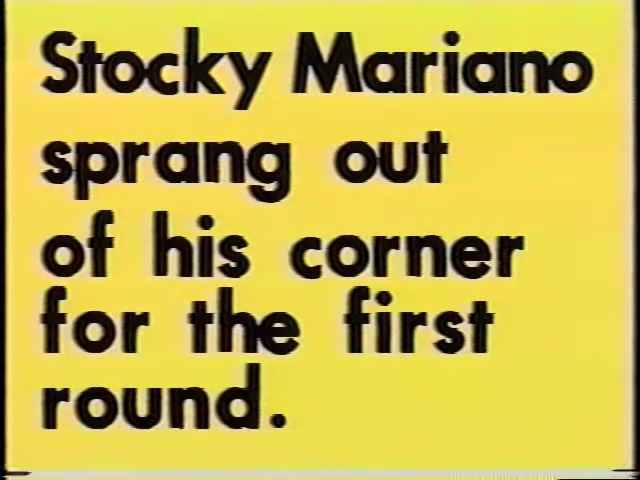 Stocky Mariano
sprang out
of his corner
for the first
round.